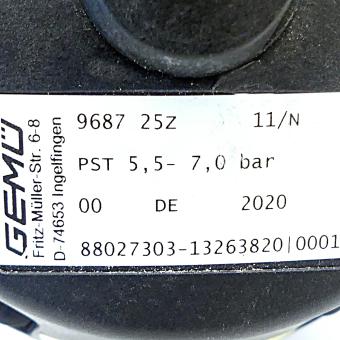 GEMÜ
Fritz-Müller-Str. 6-8
D-74653 Ingelfingen
9687 25Z 11/N
PST 5,5- 7,0 bar
00 DE 2020
88027303-13263820|0001